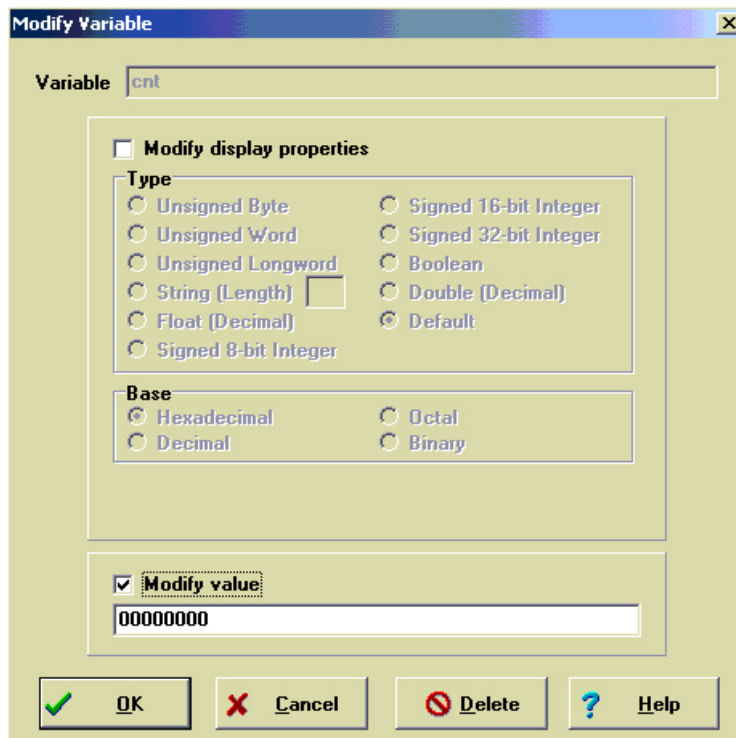 Modify Variable
Variable cnt
Modify display properties
Type
Unsigned Byte Signed 16-bit Integer
Unsigned Word Signed 32-bit Integer
Unsigned Longword Boolean
String (Length) Double (Decimal)
Float (Decimal) Default
Signed 8-bit Integer
Base
Hexadecimal Octal
Decimal Binary
Modify value
00000000
OK Cancel Delete Help